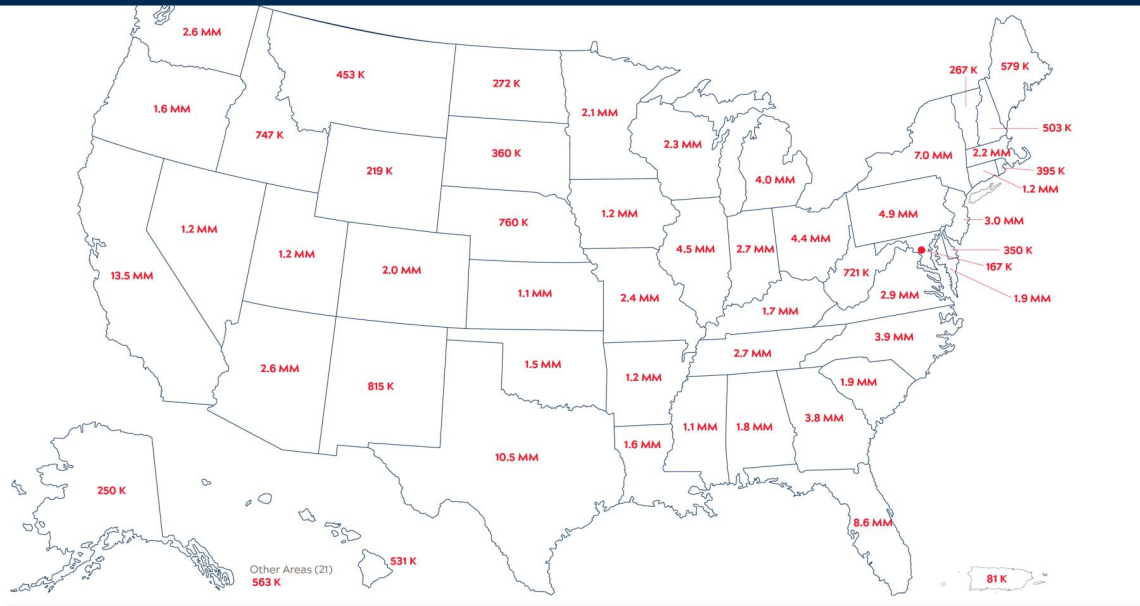 2.6 MM
453 K
272 K
2.1 MM
267 K
579 K
1.6 MM
747 K
503 K
360 K
2.3 MM
7.0 MM
2.2 MM
219 K
4.0 MM
395 K
1.2 MM
760 K
1.2 MM
4.9 MM
3.0 MM
1.2 MM
1.2 MM
4.5 MM
2.7 MM
4.4 MM
350 K
167 K
13.5 MM
2.0 MM
721 K
1.1 MM
2.4 MM
2.9 MM
1.9 MM
1.7 MM
3.9 MM
2.7 MM
2.6 MM
815 K
1.5 MM
1.2 MM
1.9 MM
3.8 MM
1.1 MM
1.8 MM
1.6 MM
10.5 MM
250 K
8.6 MM
531 K
Other Areas (21)
563 K
81 K